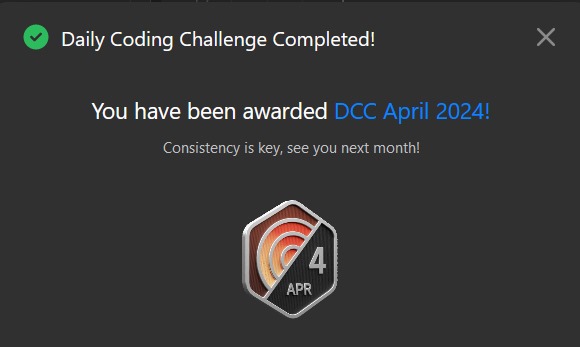 Daily Coding Challenge Completed!
You have been awarded DCC April 2024!
Consistency is key, see you next month!
4
APR